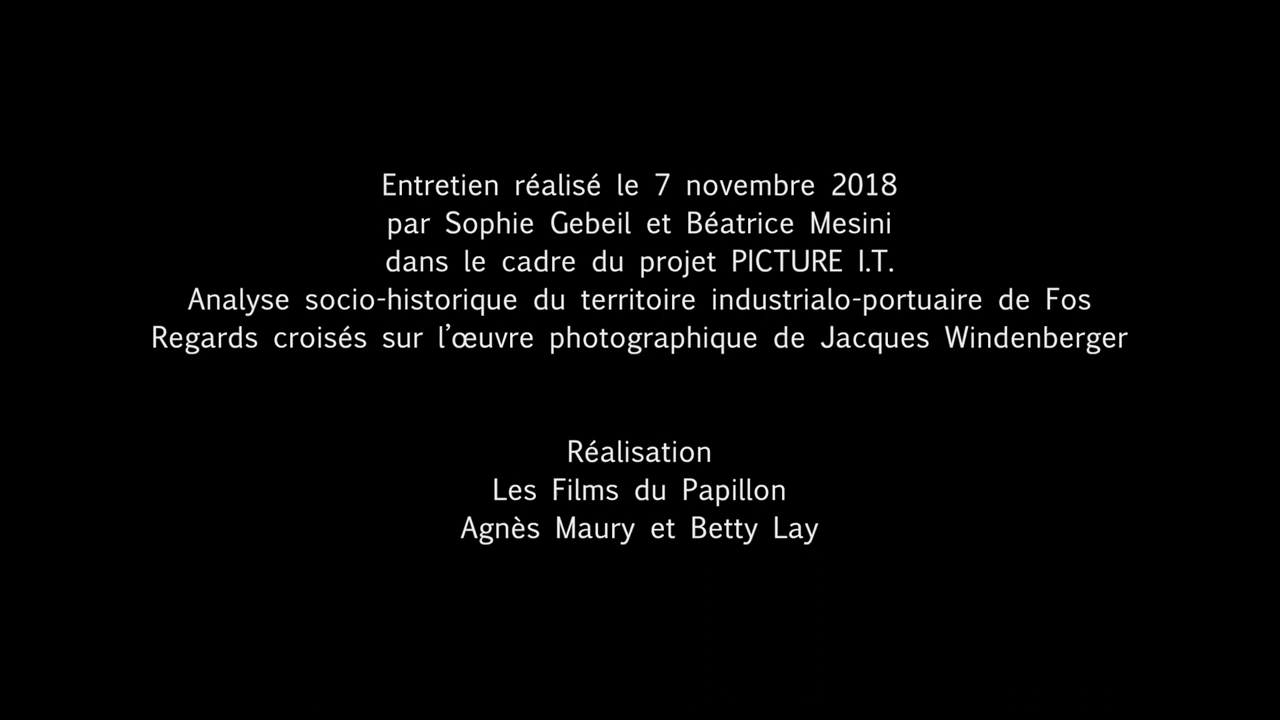 Entretien réalisé le 7 novembre 2018
par Sophie Gebeil et Béatrice Mesini
dans le cadre du projet PICTURE I.T.
Analyse socio-historique du territoire industrialo-portuaire de Fos
Regards croisés sur l’œuvre photographique de Jacques Windenberger
Réalisation
Les Films du Papillon
Agnès Maury et Betty Lay